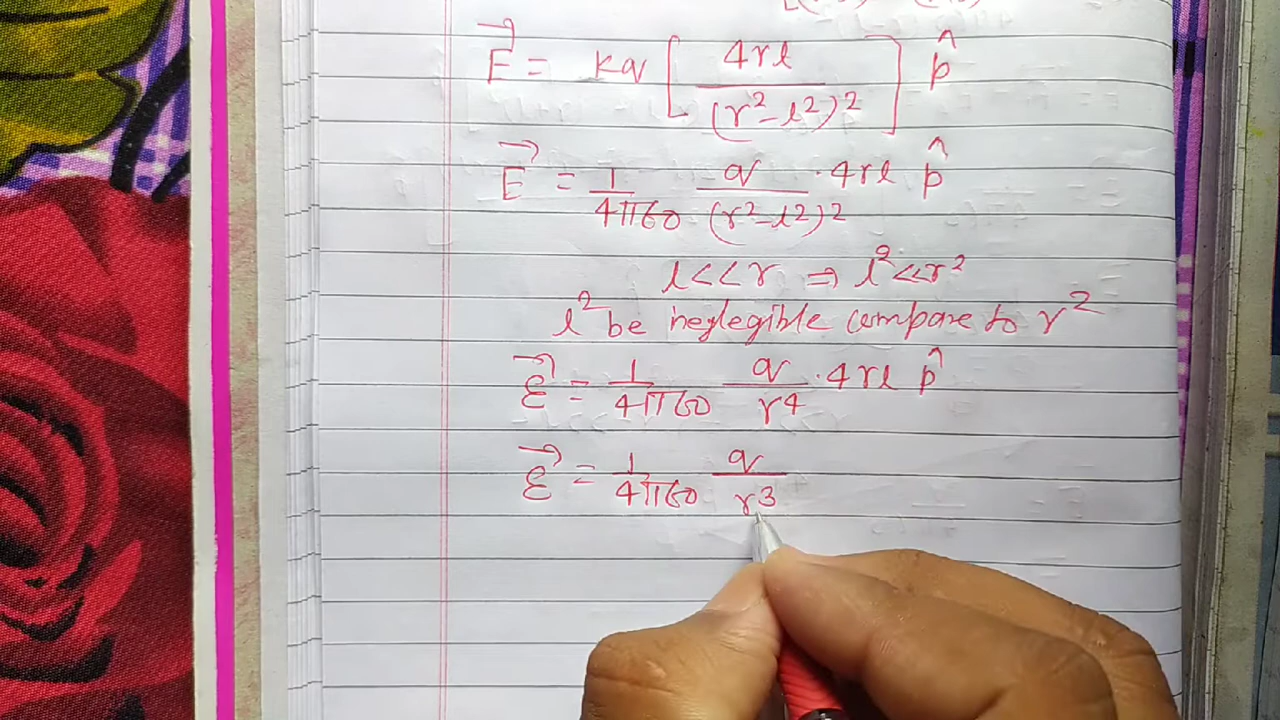 E⃗ = kq [ 4rl / (r² - l²)² ] p̂
E⃗ = 1 / 4πϵ0 q / (r² - l²)² · 4rl p̂
l << r ⇒ l² << r²
l² be neglegible compare to r²
E⃗ = 1 / 4πϵ0 q / r⁴ · 4rl p̂
E⃗ = 1 / 4πϵ0 q / r³